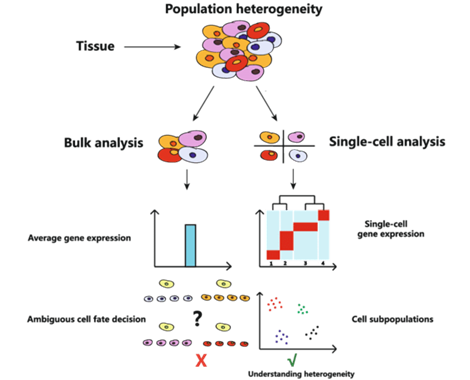 Population heterogeneity
Tissue
Bulk analysis
Single-cell analysis
Average gene expression
1 2 3 4
Single-cell
gene expression
Ambiguous cell fate decision
?
Cell subpopulations
X
√
Understanding heterogeneity